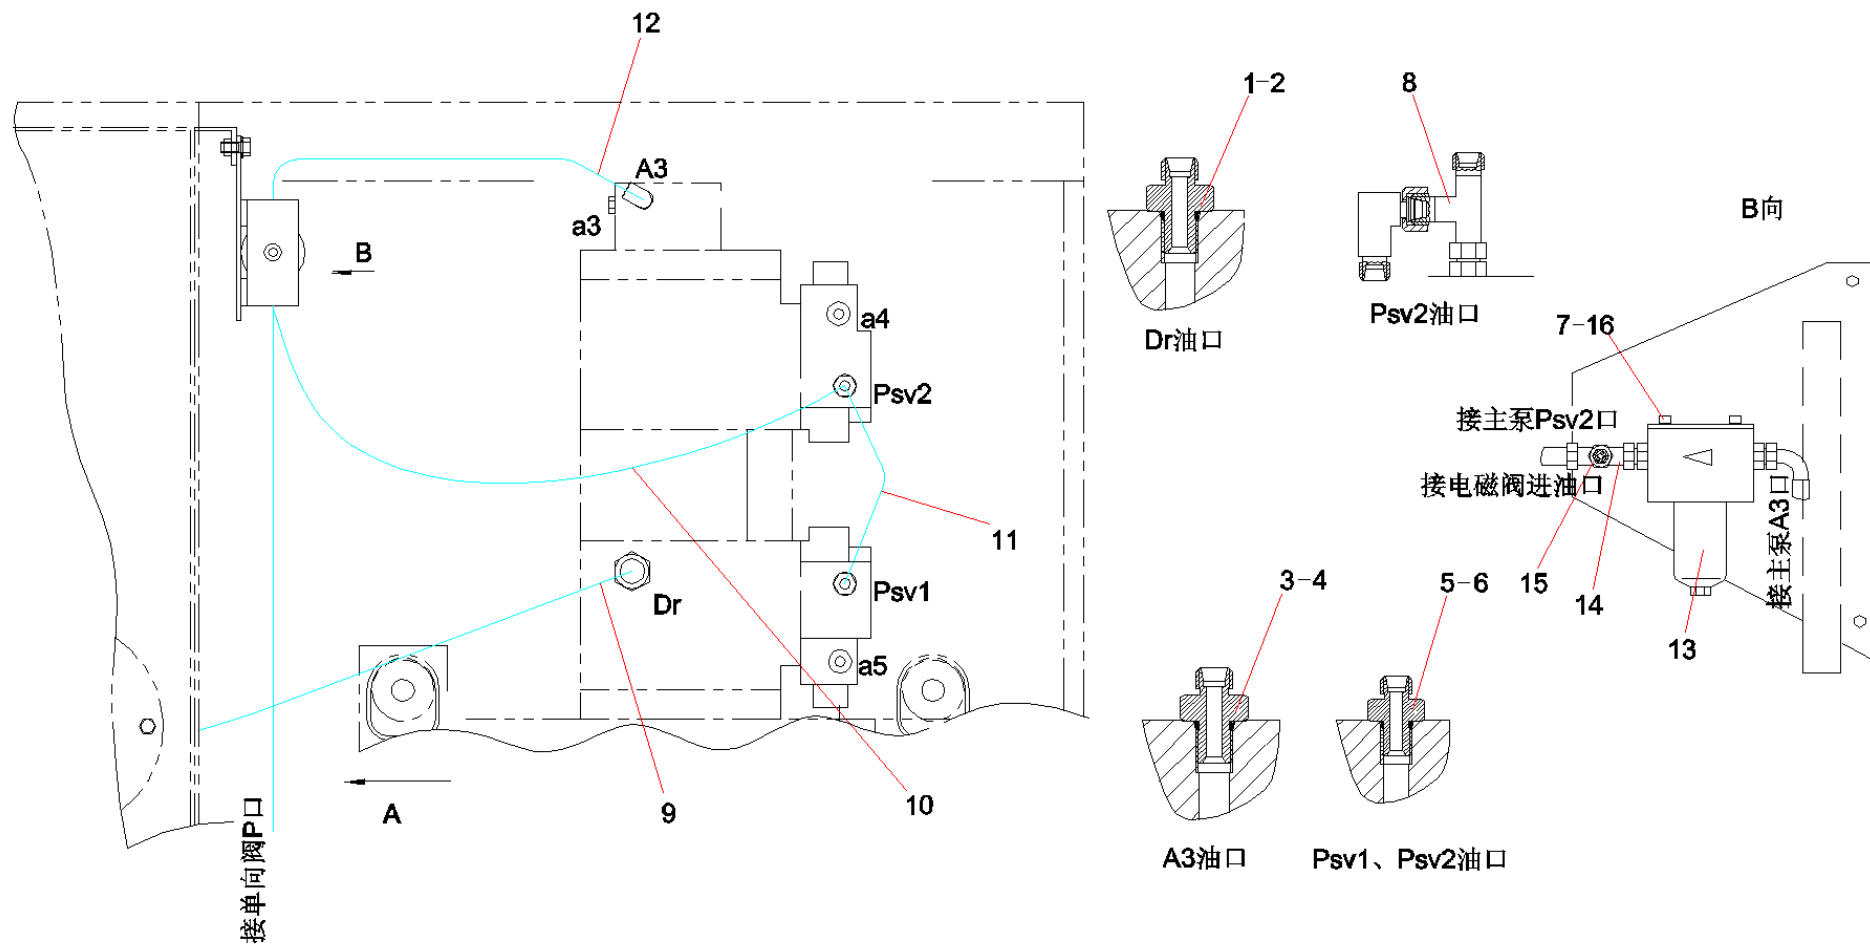 12
1-2
8
A3
a3
B
B向
a4
Psv2油口
7-16
Dr油口
Psv2
接主泵Psv2口
接电磁阀进油口
接主泵A3口
11
Psv1
Dr
3-4
5-6
15
14
13
a5
A
9
10
接单向阀P口
A3油口
Psv1、Psv2油口